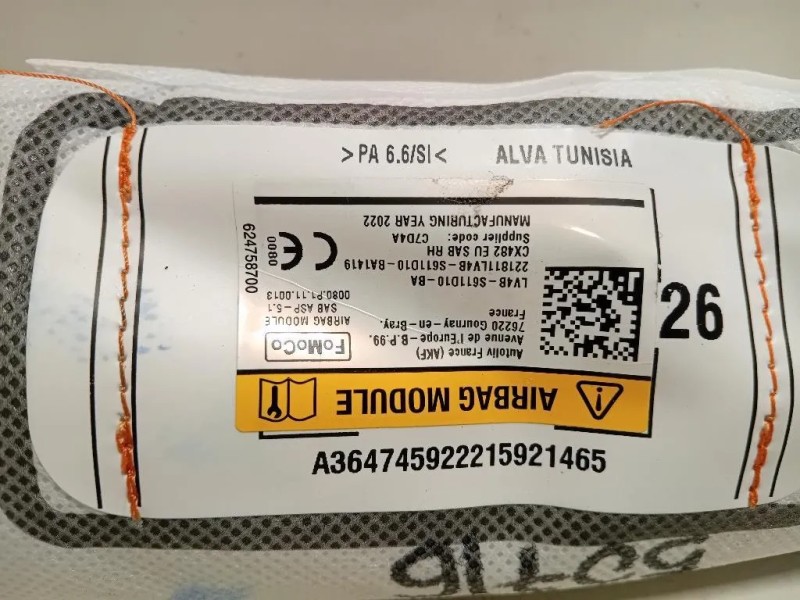 >PA 6.6/SI<   ALVA TUNISIA
26
⚠ AIRBAG MODULE
Autoliv France (AKF)
Avenue de l'Europe-B.P.99.
76220 Gournay-en-Bray.
France
LV4B-S611D10-BA
221811LV4B-S611D10-BA1419
CX482 EU SAB RH
Supplier code: C7D4A
MANUFACTURING YEAR 2022
FoMoCo
AIRBAG MODULE
SAB ASP-5.1
0080.P1.11.0013
CE
0080
624758700
A364745922215921465